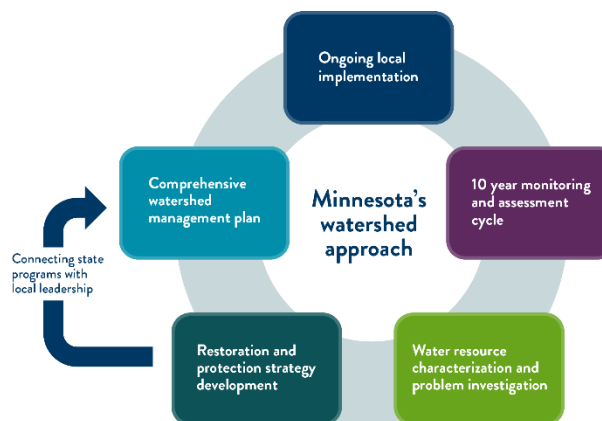 Ongoing local
implementation
Comprehensive
watershed
management plan
Minnesota's
watershed
approach
10 year monitoring
and assessment
cycle
Connecting state
programs with
local leadership
Restoration and
protection strategy
development
Water resource
characterization and
problem investigation